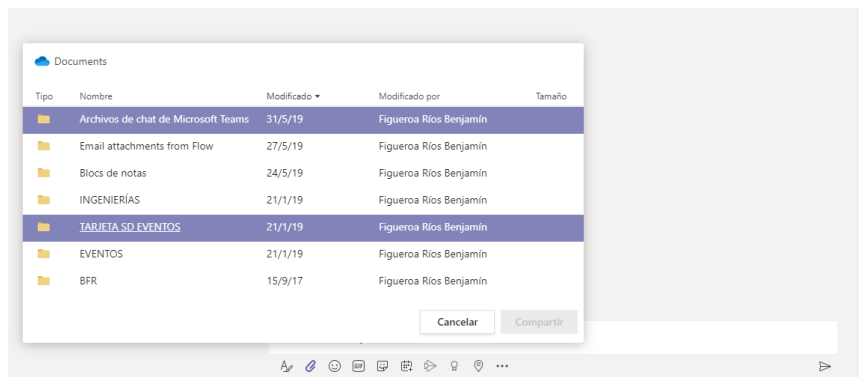 Documents
Tipo Nombre Modificado Modificado por Tamaño
Archivos de chat de Microsoft Teams 31/5/19 Figueroa Ríos Benjamín
Email attachments from Flow 27/5/19 Figueroa Ríos Benjamín
Blocs de notas 24/5/19 Figueroa Ríos Benjamín
INGENIERÍAS 21/1/19 Figueroa Ríos Benjamín
TARJETA SD EVENTOS 21/1/19 Figueroa Ríos Benjamín
EVENTOS 21/1/19 Figueroa Ríos Benjamín
BFR 15/9/17 Figueroa Ríos Benjamín
Cancelar Compartir
GIF